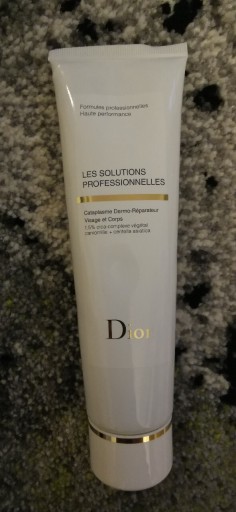 Formules professionnelles
Haute performance
LES SOLUTIONS
PROFESSIONNELLES
Cataplasme Dermo-Réparateur
Visage et Corps
1,5% cica-complexe végétal
camomille + centella asiatica
Dior